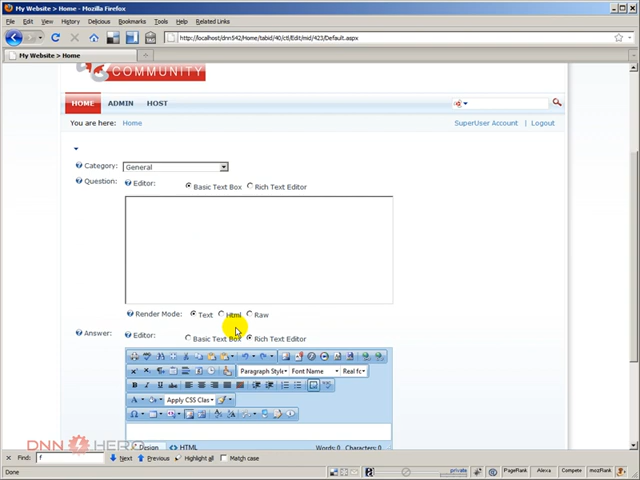 My Website > Home - Mozilla Firefox
File Edit View History Delicious Bookmarks Tools Help Related Links
http://localhost/dnn542/Home/tabid/40/ctl/Edit/mid/423/Default.aspx
My Website > Home
COMMUNITY
HOME ADMIN HOST
You are here: Home SuperUser Account | Logout
Category: General
Question: Editor: Basic Text Box Rich Text Editor
Render Mode: Text Html Raw
Answer: Editor: Basic Text Box Rich Text Editor
Paragraph Style Font Name Real fo
B I U
Apply CSS Clas
Design HTML Words: 0 Characters: 0
DNN HERO
Find: f Next Previous Highlight all Match case
Done private PageRank Alexa Compete mozRank